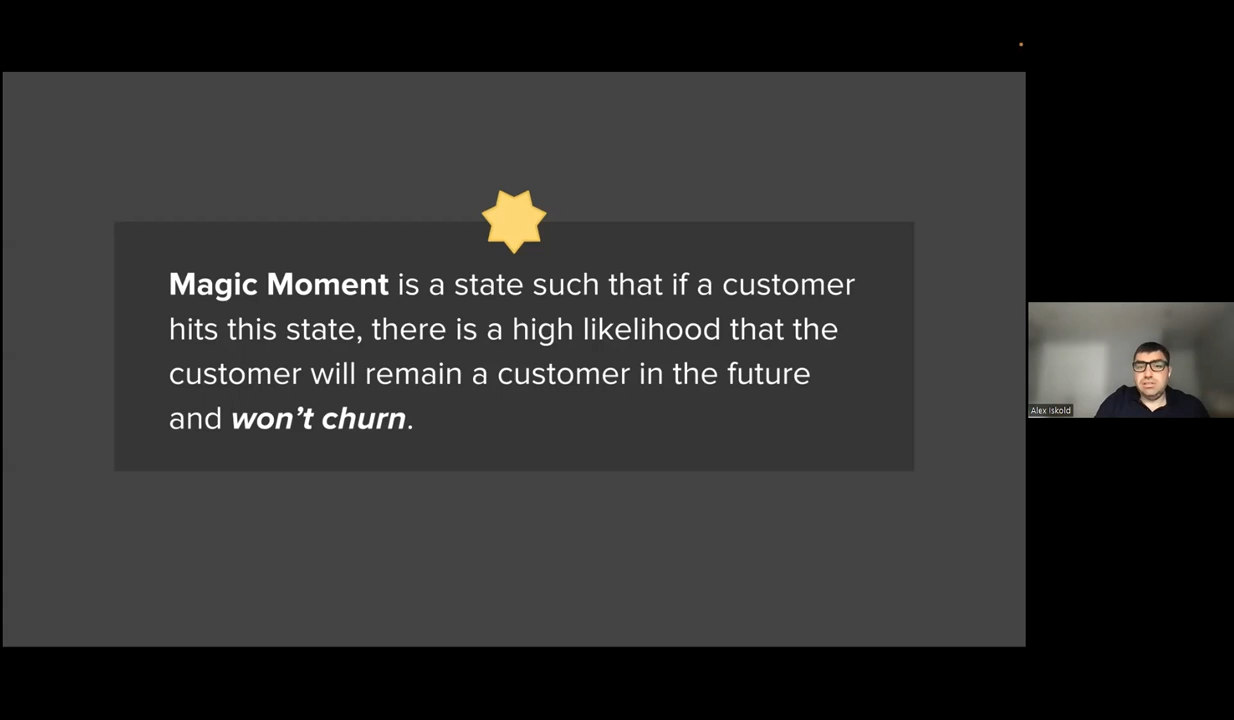 Magic Moment is a state such that if a customer
hits this state, there is a high likelihood that the
customer will remain a customer in the future
and won’t churn.
Alex Iskold